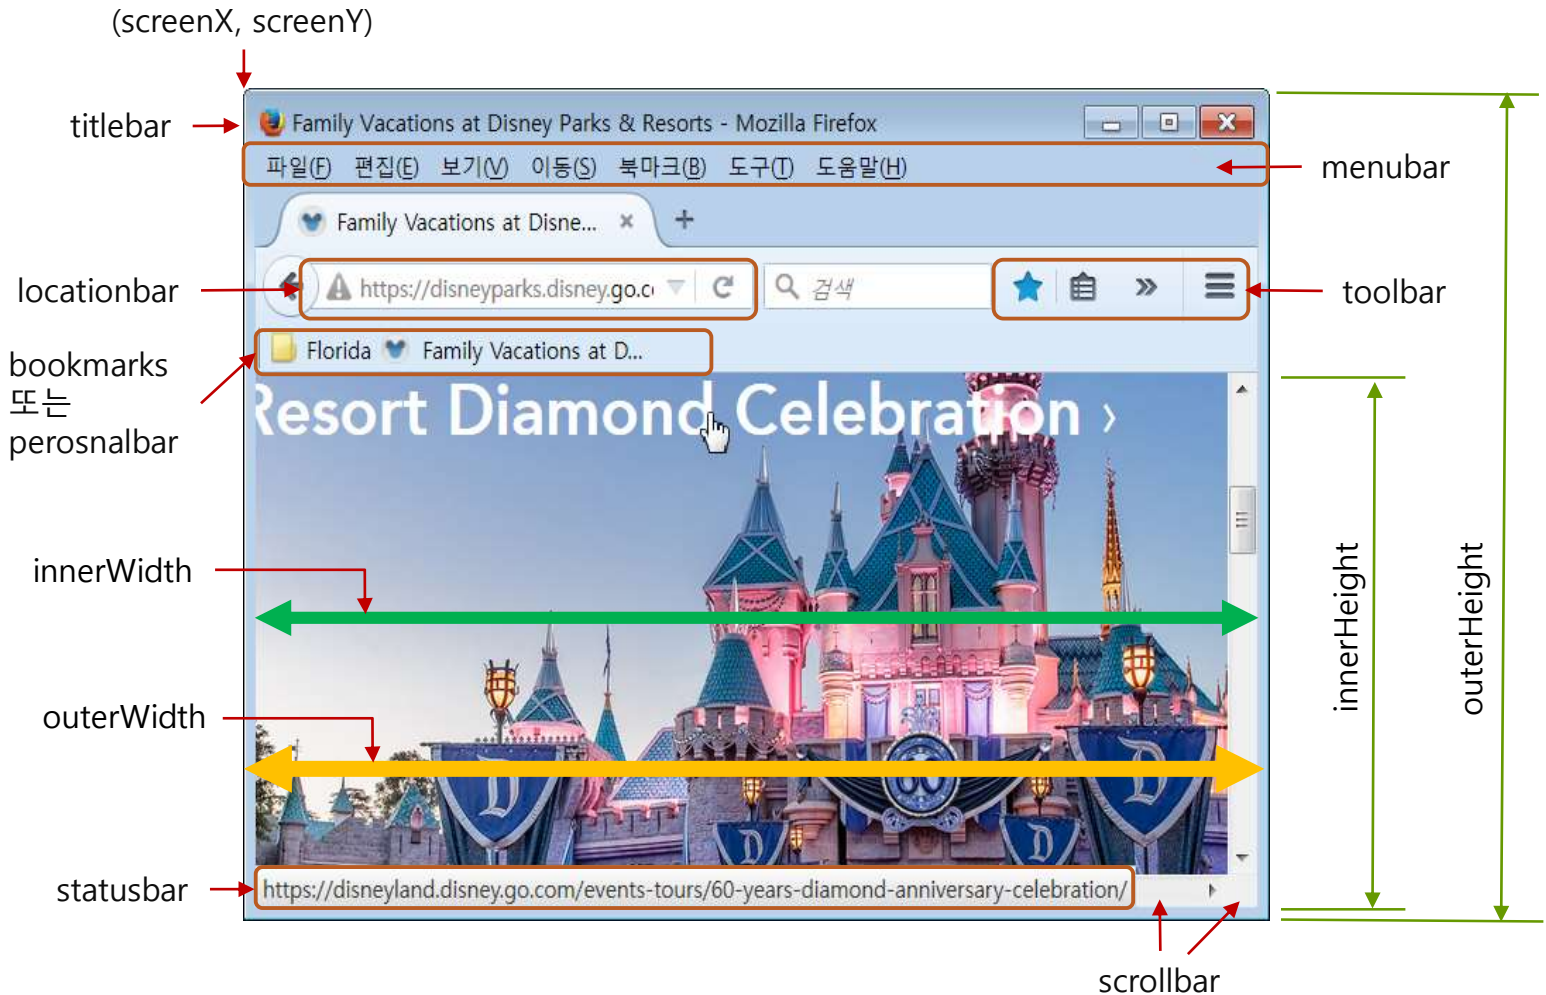 (screenX, screenY)
titlebar
Family Vacations at Disney Parks & Resorts - Mozilla Firefox
파일(F) 편집(E) 보기(V) 이동(S) 북마크(B) 도구(T) 도움말(H)
menubar
Family Vacations at Disne...
locationbar
https://disneyparks.disney.go.c
검색
toolbar
bookmarks
또는
perosnalbar
Florida Family Vacations at D...
Resort Diamond Celebration ›
innerWidth
innerHeight
outerHeight
outerWidth
D
60
D
D
D
statusbar
https://disneyland.disney.go.com/events-tours/60-years-diamond-anniversary-celebration/
scrollbar